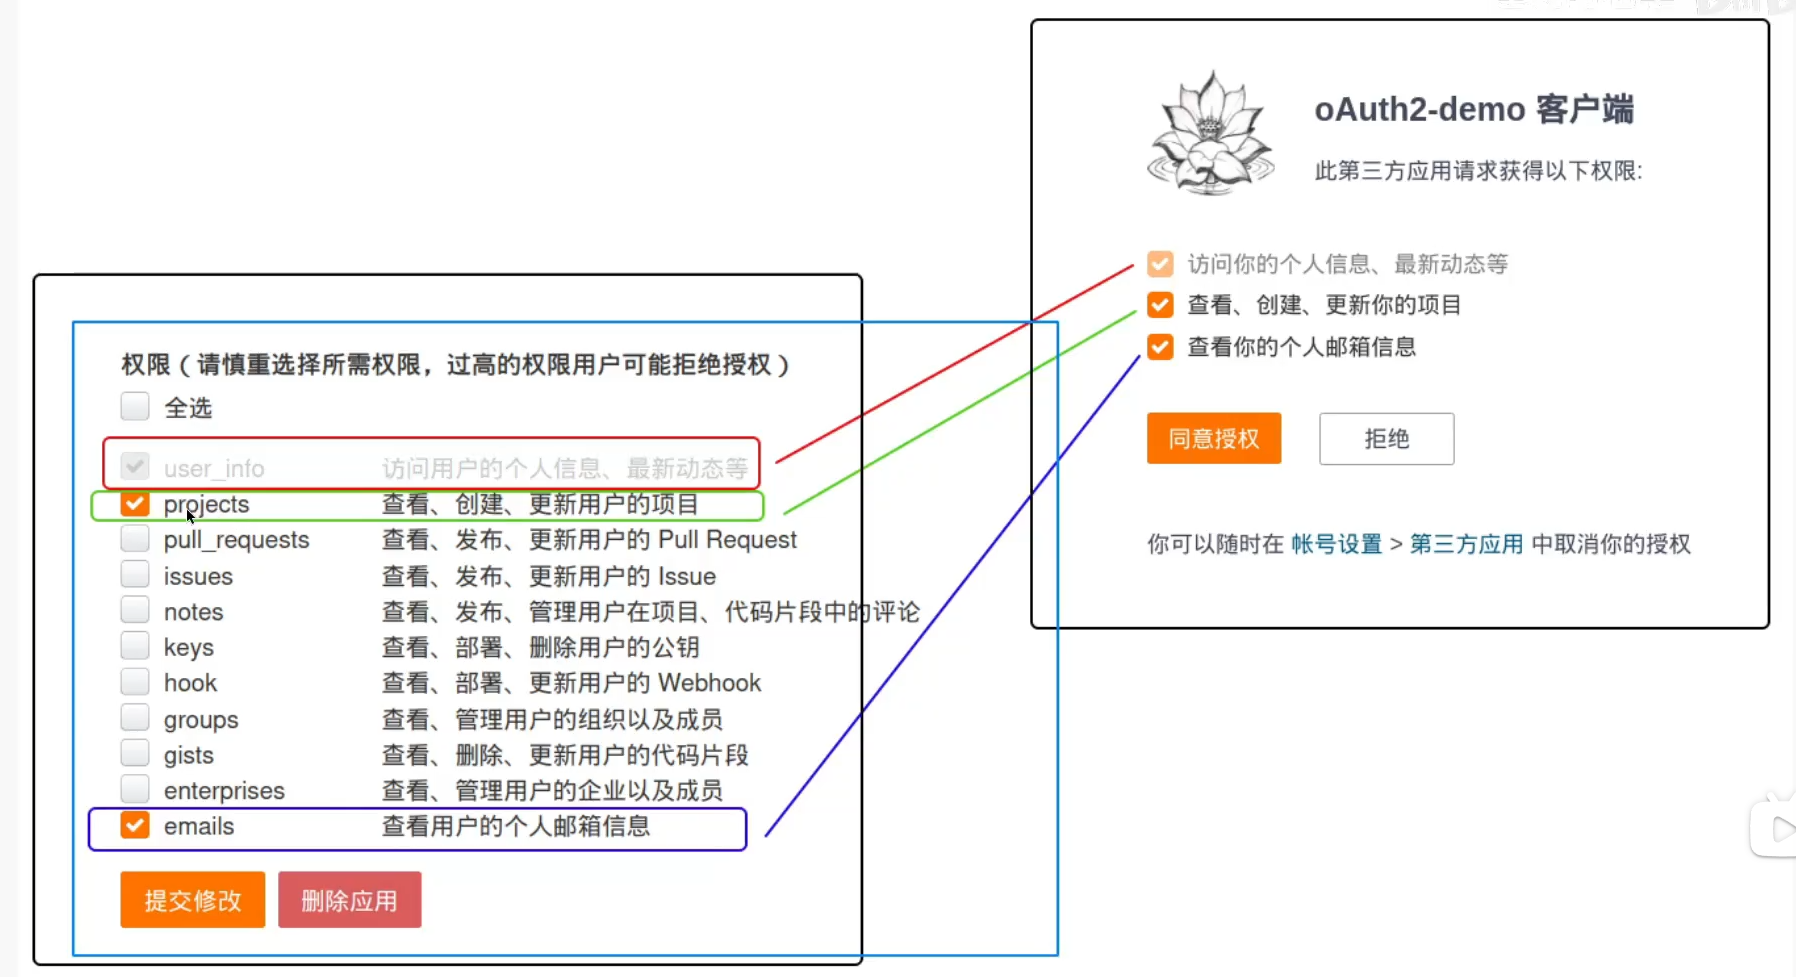 oAuth2-demo 客户端
此第三方应用请求获得以下权限:
访问你的个人信息、最新动态等
查看、创建、更新你的项目
查看你的个人邮箱信息
同意授权 拒绝
你可以随时在 帐号设置 > 第三方应用 中取消你的授权
权限（请慎重选择所需权限，过高的权限用户可能拒绝授权）
全选
user_info 访问用户的个人信息、最新动态等
projects 查看、创建、更新用户的项目
pull_requests 查看、发布、更新用户的 Pull Request
issues 查看、发布、更新用户的 Issue
notes 查看、发布、管理用户在项目、代码片段中的评论
keys 查看、部署、删除用户的公钥
hook 查看、部署、更新用户的 Webhook
groups 查看、管理用户的组织以及成员
gists 查看、删除、更新用户的代码片段
enterprises 查看、管理用户的企业以及成员
emails 查看用户的个人邮箱信息
提交修改 删除应用